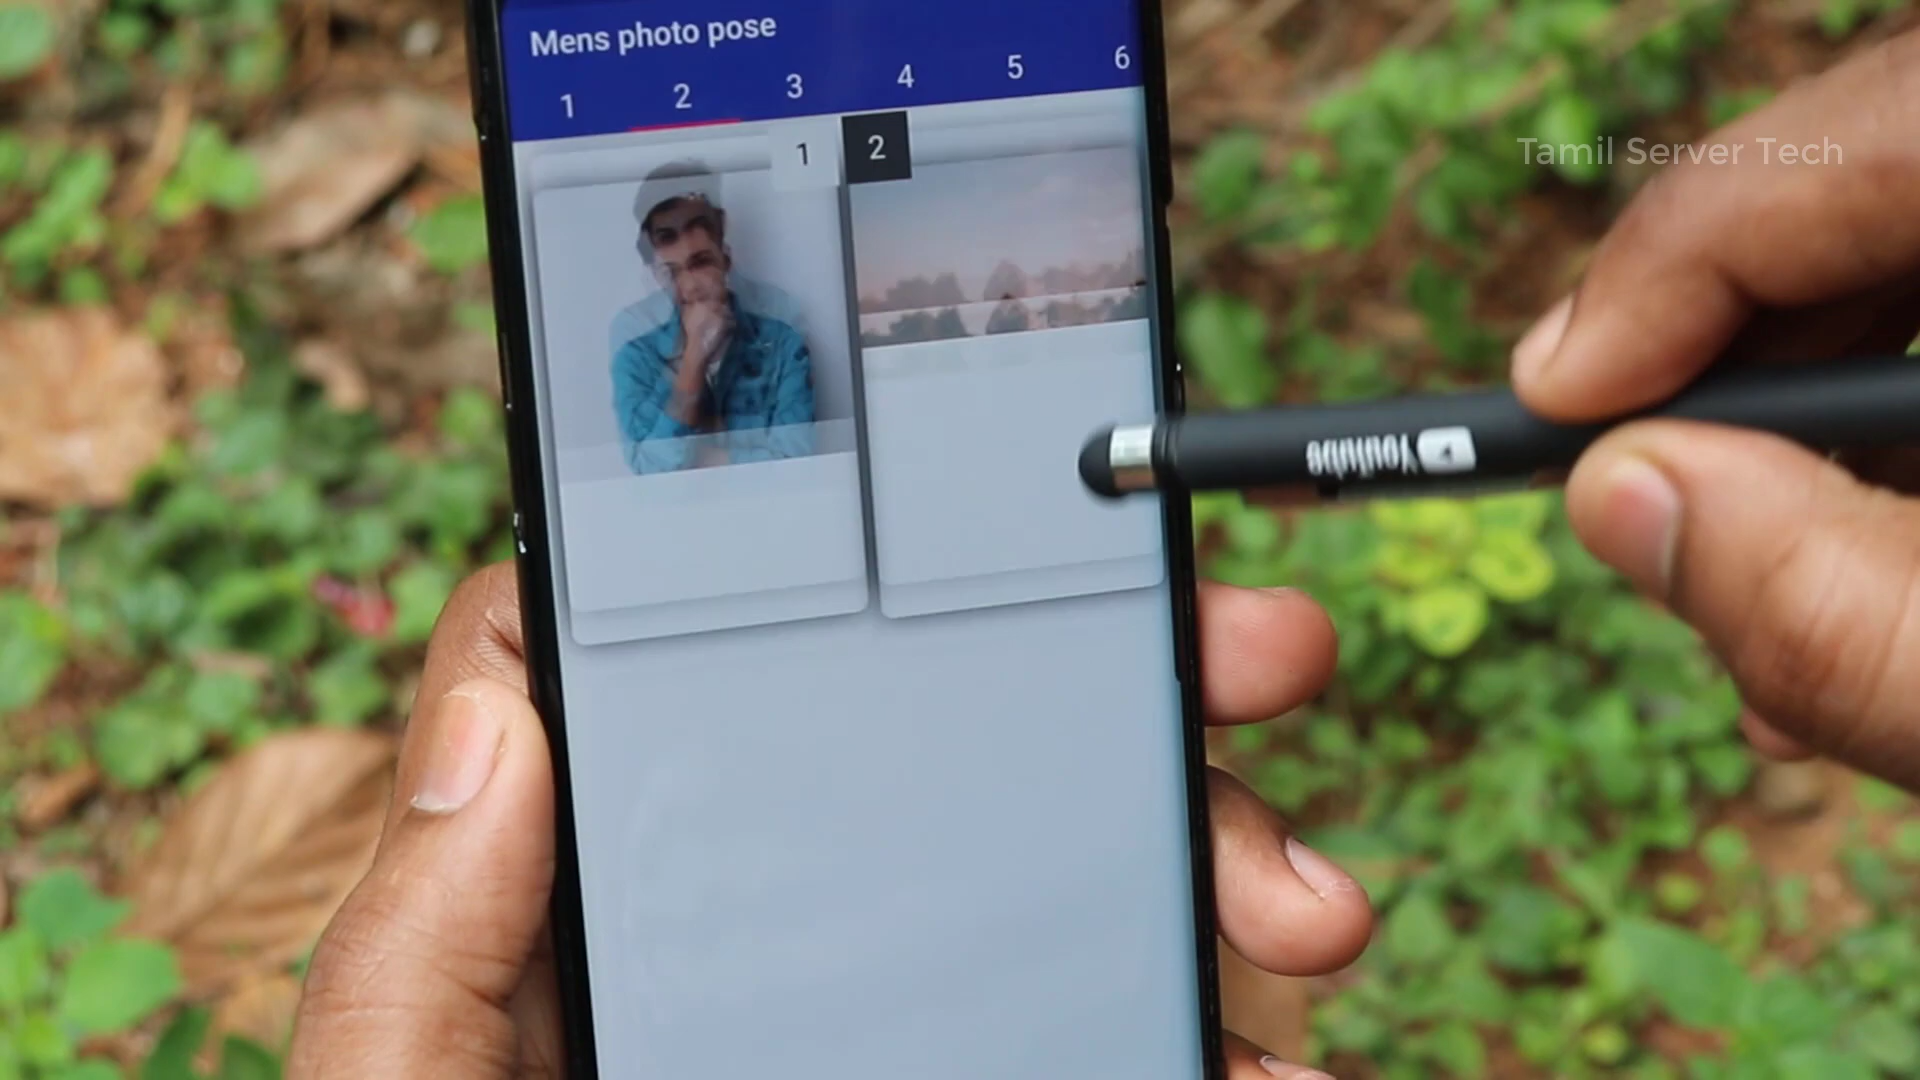 Mens photo pose
1 2 3 4 5 6
1 2
Tamil Server Tech
YouTube